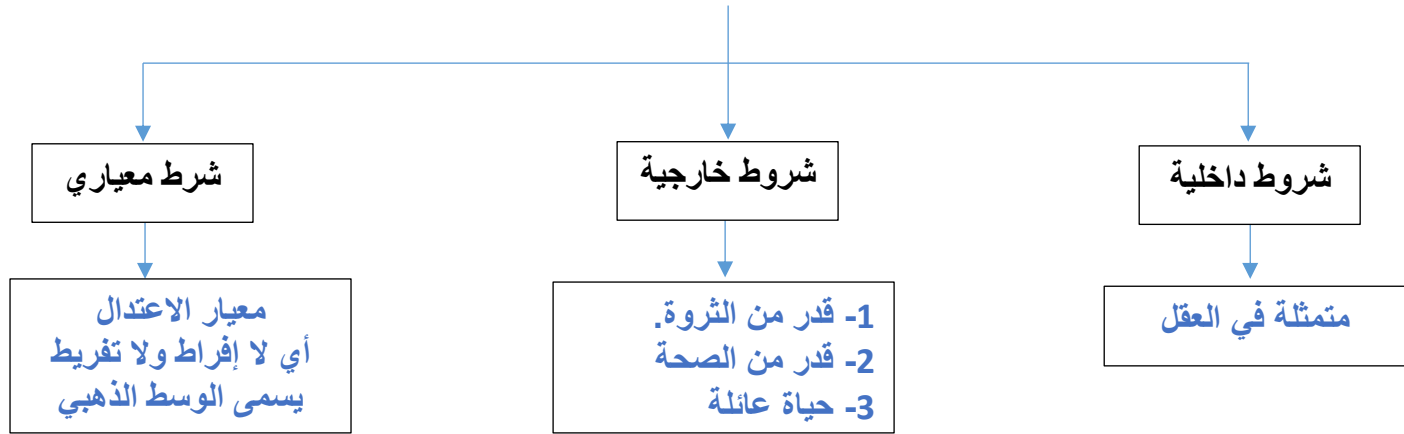 شروط داخلية
شروط خارجية
شرط معياري
متمثلة في العقل
1- قدر من الثروة.
2- قدر من الصحة
3- حياة عائلة
معيار الاعتدال
أي لا إفراط ولا تفريط
يسمى الوسط الذهبي